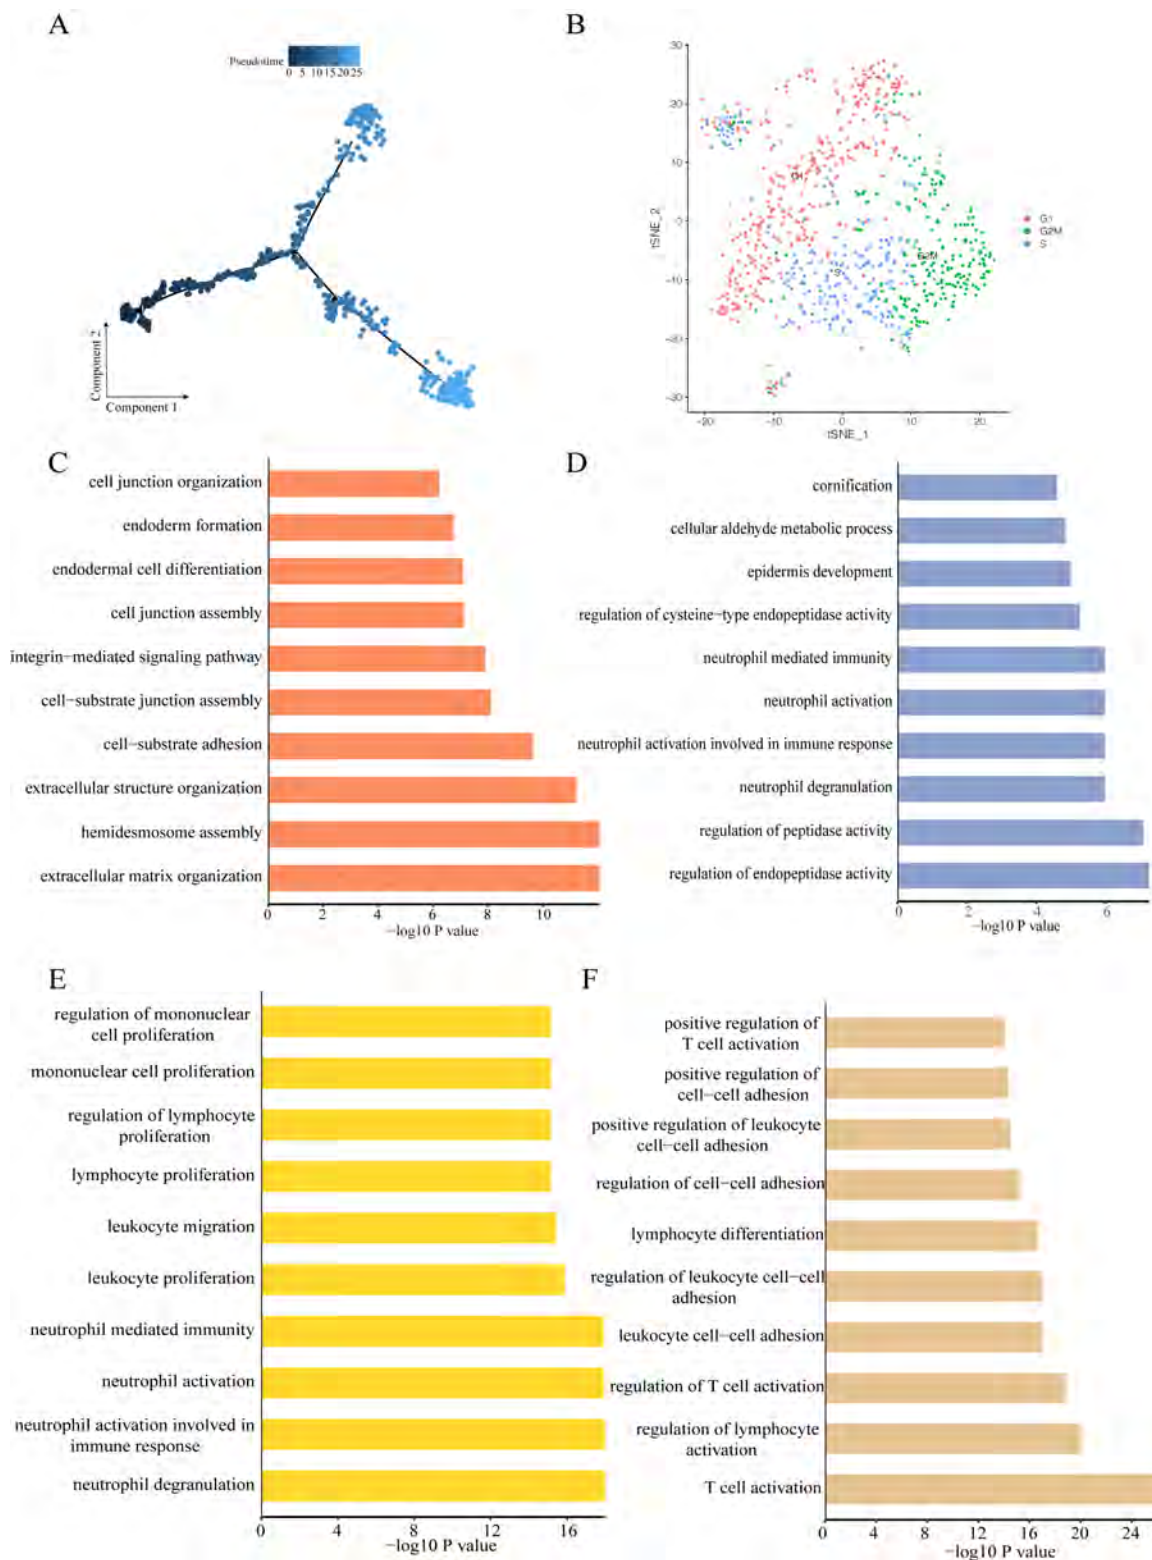 A
Pseudotime
0 5 10 15 20 25
Component 2
Component 1
B
30
20
10
-0
-10
-20
-30
-20
-10
0
10
20
tSNE_2
tSNE_1
G1
S
G2M
G1
G2M
S
C
cell junction organization
endoderm formation
endodermal cell differentiation
cell junction assembly
integrin−mediated signaling pathway
cell−substrate junction assembly
cell−substrate adhesion
extracellular structure organization
hemidesmosome assembly
extracellular matrix organization
0 2 4 6 8 10
−log10 P value
D
cornification
cellular aldehyde metabolic process
epidermis development
regulation of cysteine−type endopeptidase activity
neutrophil mediated immunity
neutrophil activation
neutrophil activation involved in immune response
neutrophil degranulation
regulation of peptidase activity
regulation of endopeptidase activity
0 2 4 6
−log10 P value
E
regulation of mononuclear
cell proliferation
mononuclear cell proliferation
regulation of lymphocyte
proliferation
lymphocyte proliferation
leukocyte migration
leukocyte proliferation
neutrophil mediated immunity
neutrophil activation
neutrophil activation involved in
immune response
neutrophil degranulation
0 4 8 12 16
−log10 P value
F
positive regulation of
T cell activation
positive regulation of
cell−cell adhesion
positive regulation of leukocyte
cell−cell adhesion
regulation of cell−cell adhesion
lymphocyte differentiation
regulation of leukocyte cell−cell
adhesion
leukocyte cell−cell adhesion
regulation of T cell activation
regulation of lymphocyte
activation
T cell activation
0 4 8 12 16 20 24
−log10 P value